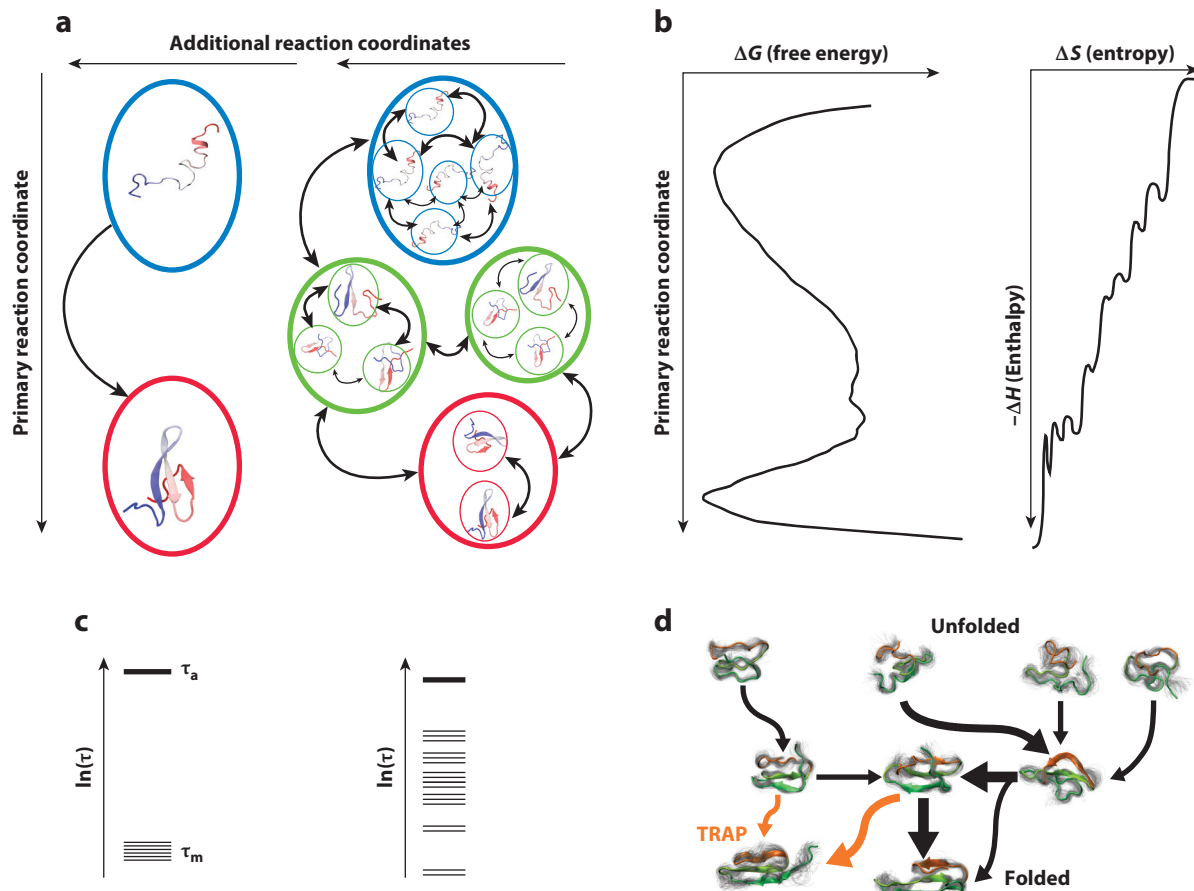 a
Additional reaction coordinates
Primary reaction coordinate
b
ΔG (free energy)
Primary reaction coordinate
ΔS (entropy)
–ΔH (Enthalpy)
c
ln(τ)
τa
τm
ln(τ)
d
Unfolded
TRAP
Folded